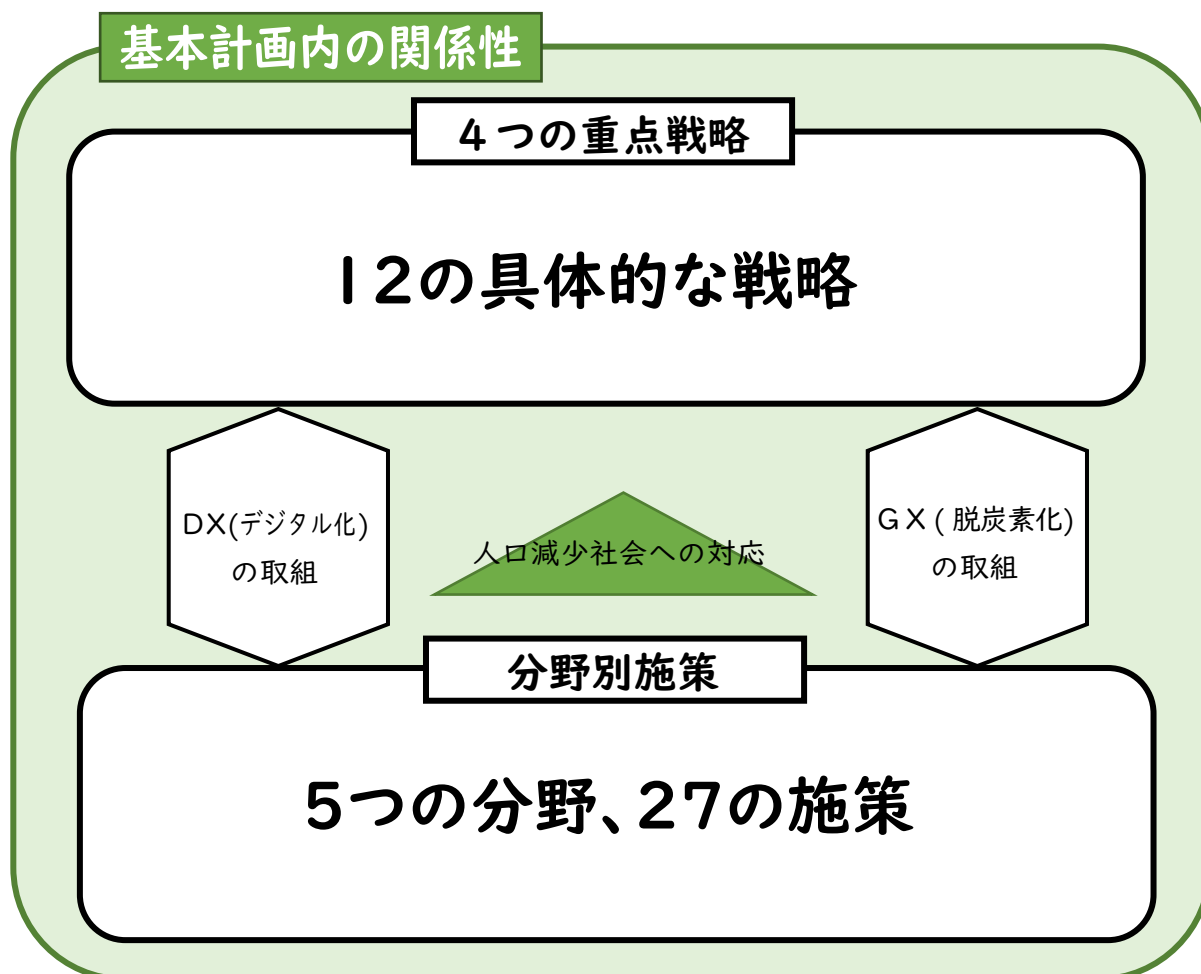 基本計画内の関係性
４つの重点戦略
12の具体的な戦略
DX(デジタル化)
の取組
人口減少社会への対応
ＧＸ(脱炭素化)
の取組
分野別施策
5つの分野、27の施策